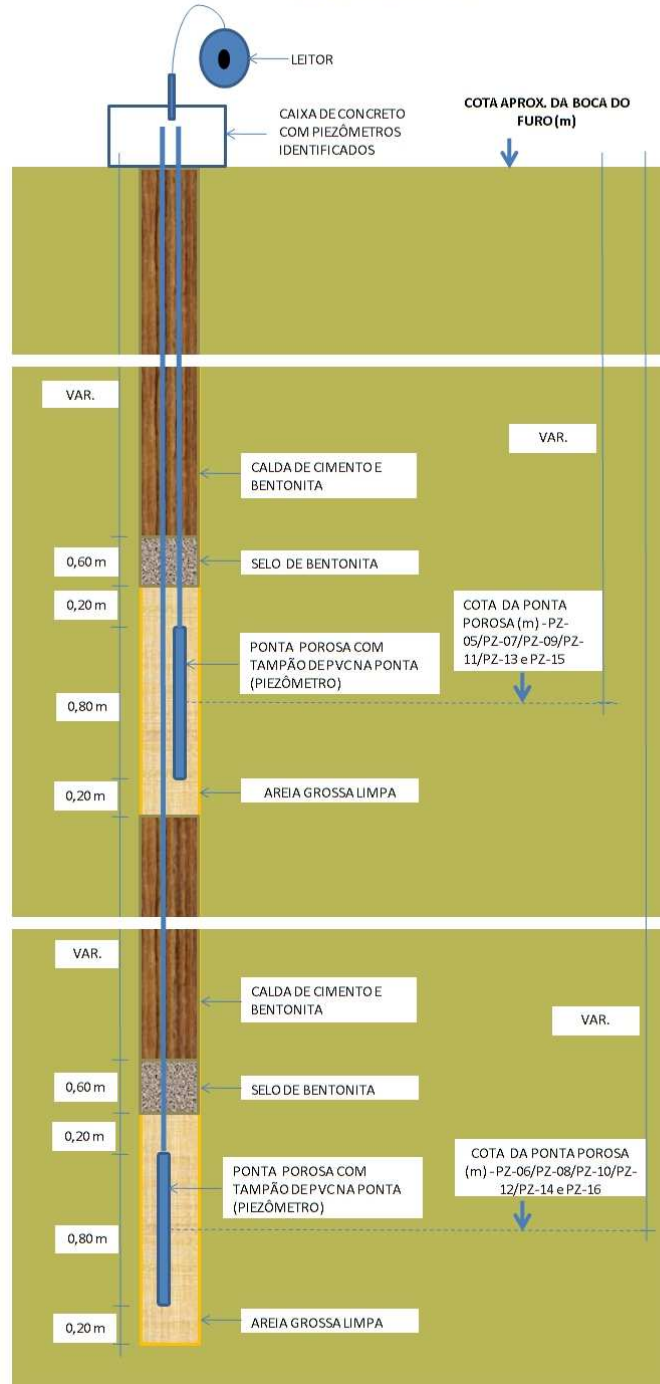 LEITOR
CAIXA DE CONCRETO
COM PIEZÔMETROS
IDENTIFICADOS
COTA APROX. DA BOCA DO
FURO (m)
VAR.
VAR.
CALDA DE CIMENTO E
BENTONITA
0,60 m
SELO DE BENTONITA
0,20 m
COTA DA PONTA
POROSA (m) - PZ-
05/PZ-07/PZ-09/PZ-
11/PZ-13 e PZ-15
PONTA POROSA COM
TAMPÃO DE PVC NA PONTA
(PIEZÔMETRO)
0,80 m
0,20 m
AREIA GROSSA LIMPA
VAR.
CALDA DE CIMENTO E
BENTONITA
VAR.
0,60 m
SELO DE BENTONITA
0,20 m
COTA DA PONTA POROSA
(m) - PZ-06/PZ-08/PZ-10/PZ-
12/PZ-14 e PZ-16
PONTA POROSA COM
TAMPÃO DE PVC NA PONTA
(PIEZÔMETRO)
0,80 m
0,20 m
AREIA GROSSA LIMPA